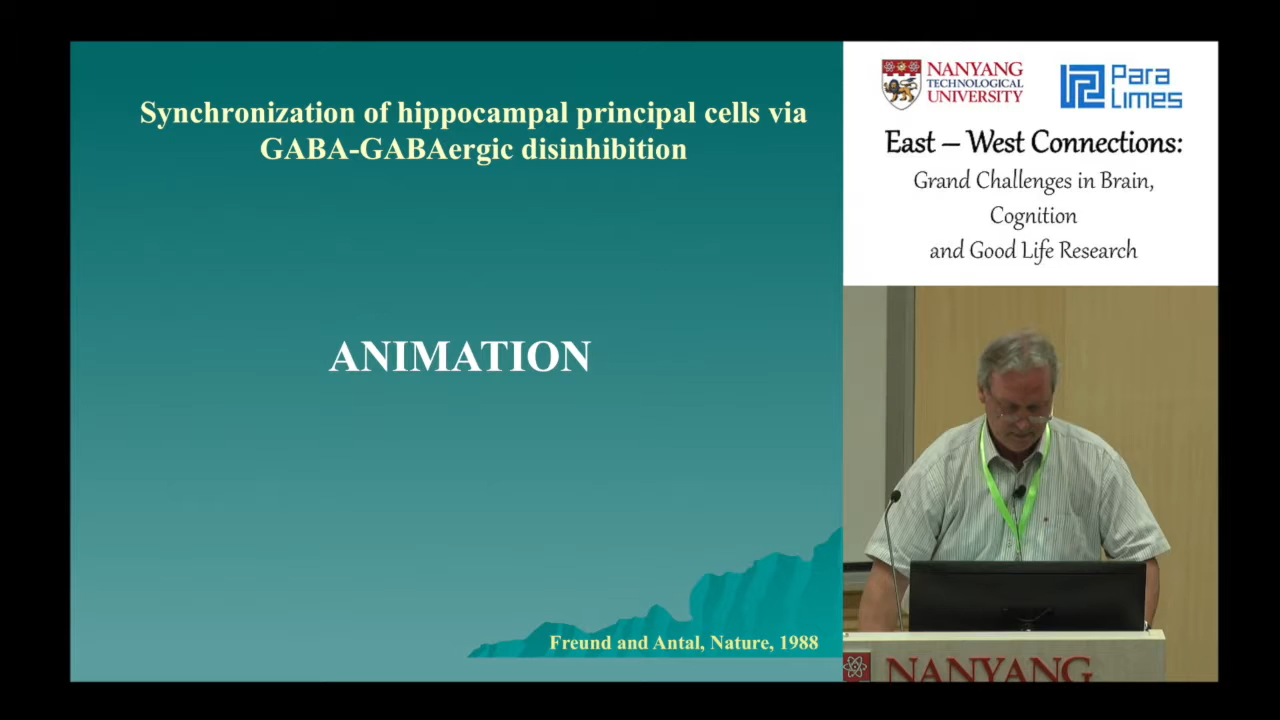 Synchronization of hippocampal principal cells via
GABA-GABAergic disinhibition
ANIMATION
Freund and Antal, Nature, 1988
NANYANG
TECHNOLOGICAL
UNIVERSITY
Para
Limes
East – West Connections:
Grand Challenges in Brain,
Cognition
and Good Life Research
NANYANG